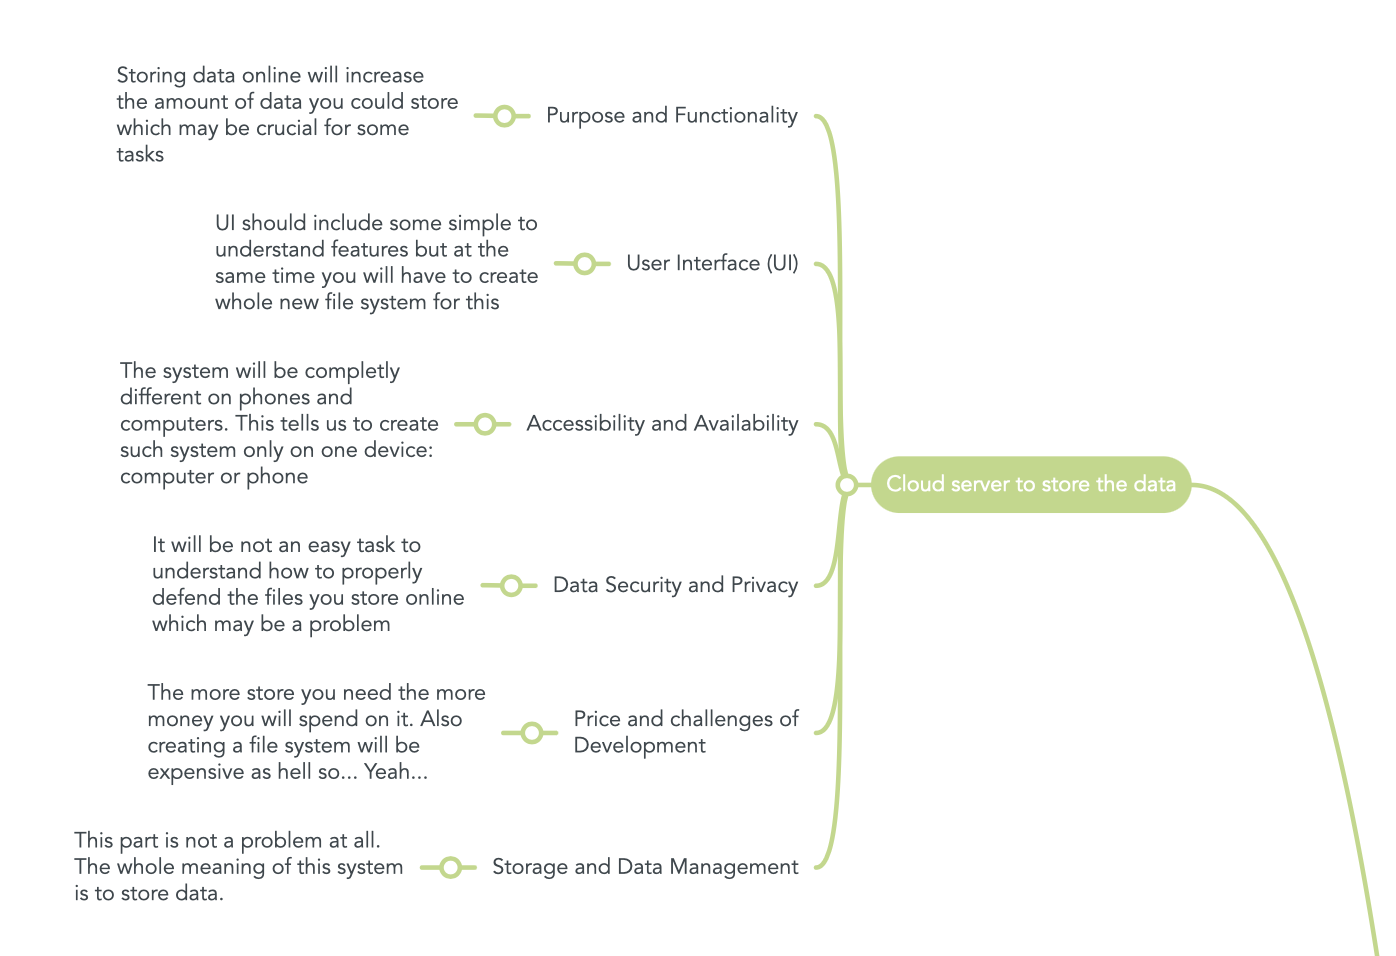 Storing data online will increase
the amount of data you could store
which may be crucial for some
tasks
Purpose and Functionality
UI should include some simple to
understand features but at the
same time you will have to create
whole new file system for this
User Interface (UI)
The system will be completly
different on phones and
computers. This tells us to create
such system only on one device:
computer or phone
Accessibility and Availability
Cloud server to store the data
It will be not an easy task to
understand how to properly
defend the files you store online
which may be a problem
Data Security and Privacy
The more store you need the more
money you will spend on it. Also
creating a file system will be
expensive as hell so... Yeah...
Price and challenges of
Development
This part is not a problem at all.
The whole meaning of this system
is to store data.
Storage and Data Management